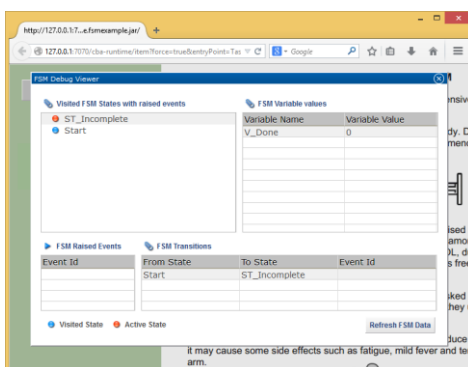 http://127.0.0.1:7...e.fsmexample.jar/
127.0.0.1:7070/cba-runtime/item?force=true&entryPoint=Tas
Google
FSM Debug Viewer
Visited FSM States with raised events
FSM Variable values
ST_Incomplete
Start
Variable Name Variable Value
V_Done 0
FSM Raised Events
FSM Transitions
Event Id
From State To State Event Id
Start ST_Incomplete
Visited State Active State
Refresh FSM Data
it may cause some side effects such as fatigue, mild fever and
arm.